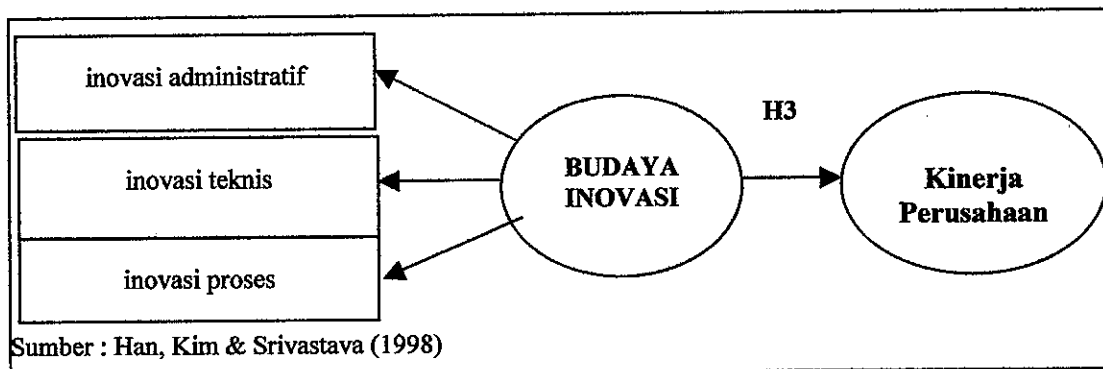 inovasi administratif
inovasi teknis
inovasi proses
BUDAYA
INOVASI
H3
Kinerja
Perusahaan
Sumber : Han, Kim & Srivastava (1998)